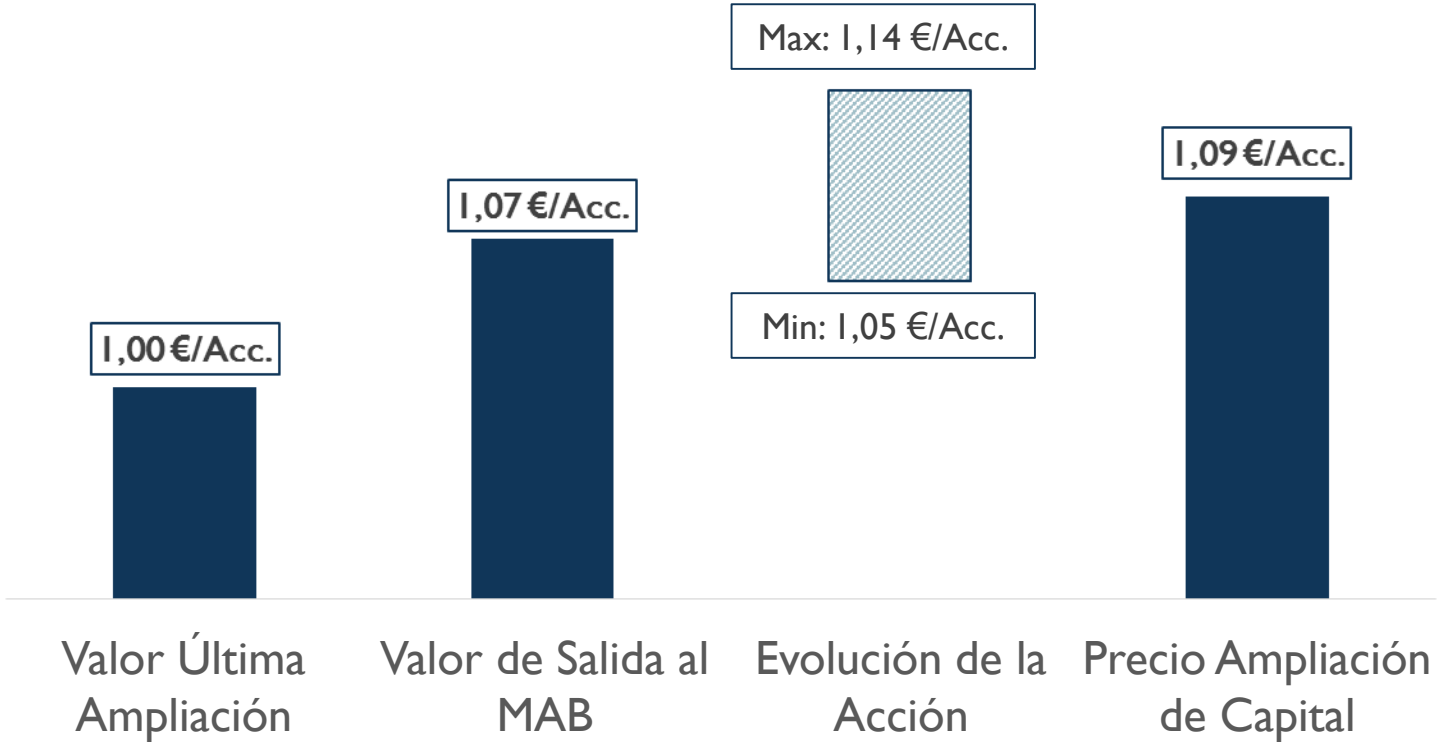 Max: 1,14 €/Acc.
1,09 €/Acc.
1,07 €/Acc.
Min: 1,05 €/Acc.
1,00 €/Acc.
Valor Última
Ampliación
Valor de Salida al
MAB
Evolución de la
Acción
Precio Ampliación
de Capital